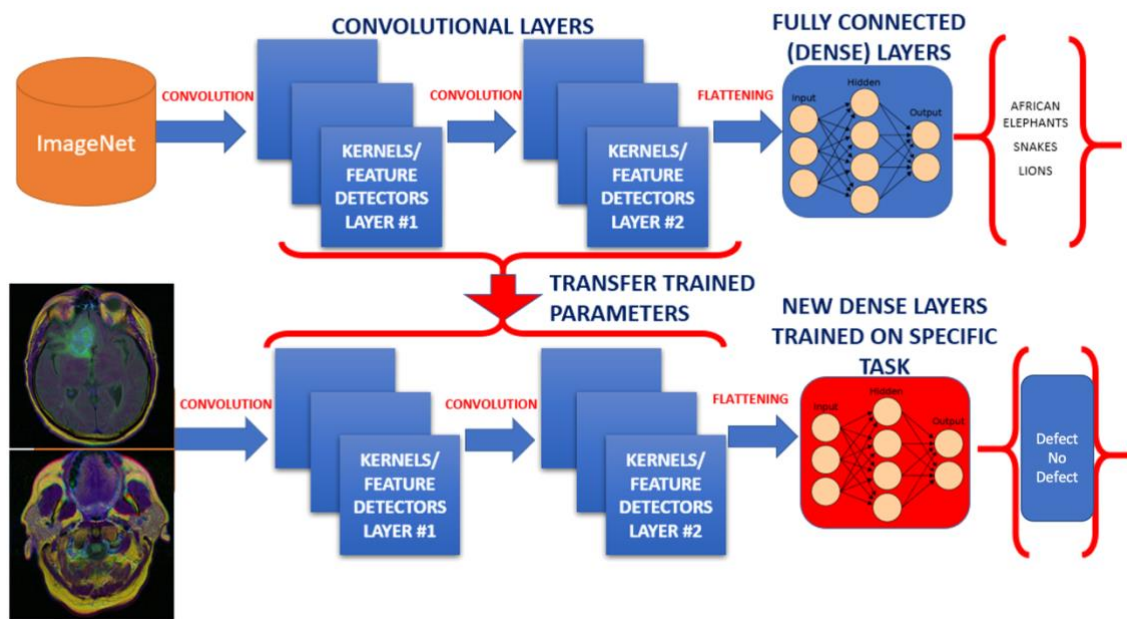 CONVOLUTIONAL LAYERS
FULLY CONNECTED
(DENSE) LAYERS
ImageNet
CONVOLUTION
KERNELS/
FEATURE
DETECTORS
LAYER #1
CONVOLUTION
KERNELS/
FEATURE
DETECTORS
LAYER #2
FLATTENING
Input
Hidden
Output
AFRICAN
ELEPHANTS
SNAKES
LIONS
TRANSFER TRAINED
PARAMETERS
NEW DENSE LAYERS
TRAINED ON SPECIFIC
TASK
CONVOLUTION
KERNELS/
FEATURE
DETECTORS
LAYER #1
CONVOLUTION
KERNELS/
FEATURE
DETECTORS
LAYER #2
FLATTENING
Input
Hidden
Output
Defect
No
Defect